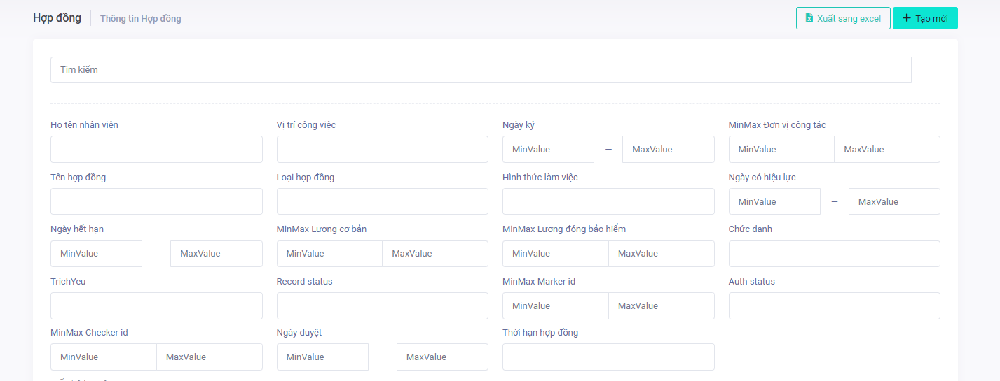 Hợp đồng Thông tin Hợp đồng Xuất sang excel Tạo mới
Tìm kiếm
Họ tên nhân viên Vị trí công việc Ngày ký MinMax Đơn vị công tác
MinValue — MaxValue MinValue MaxValue
Tên hợp đồng Loại hợp đồng Hình thức làm việc Ngày có hiệu lực
MinValue — MaxValue
Ngày hết hạn MinMax Lương cơ bản MinMax Lương đóng bảo hiểm Chức danh
MinValue — MaxValue MinValue MaxValue MinValue MaxValue
TrichYeu Record status MinMax Marker id Auth status
MinValue MaxValue
MinMax Checker id Ngày duyệt Thời hạn hợp đồng
MinValue MaxValue MinValue — MaxValue